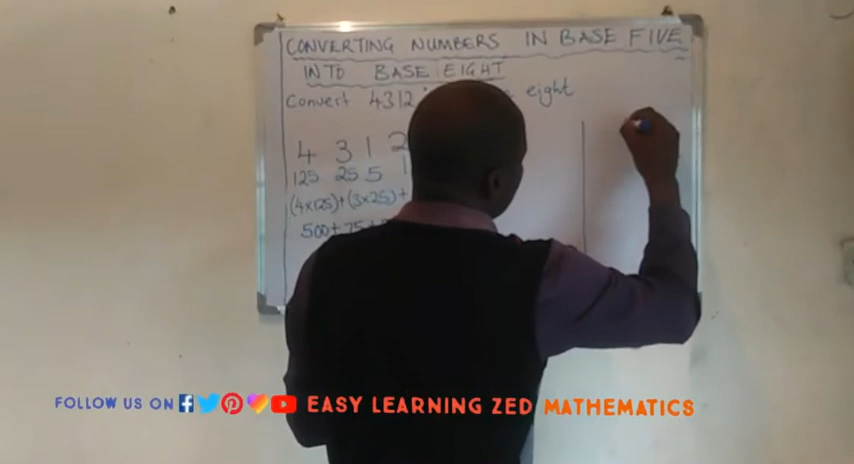 CONVERTING NUMBERS IN BASE FIVE
INTO BASE EIGHT
Convert 4312 eight
4 3 1 2
125 25 5 1
(4x125)+(3x25)+
500+75+
FOLLOW US ON EASY LEARNING ZED MATHEMATICS